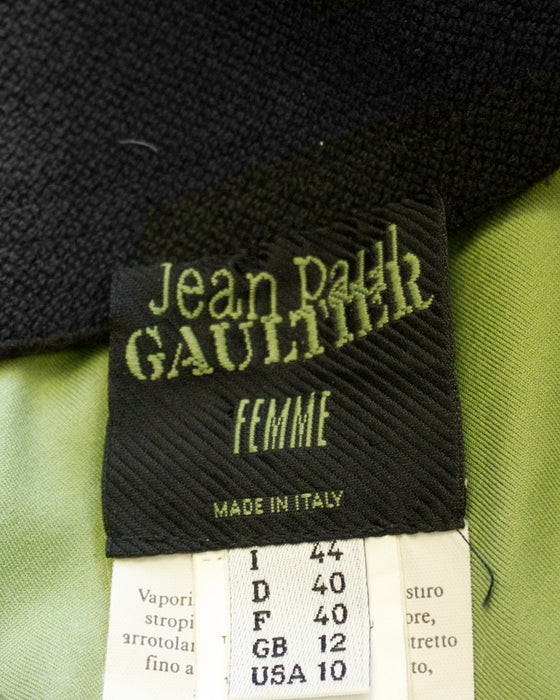 Jean Paul
GAULTIER
FEMME
MADE IN ITALY
I 44
D 40
F 40
GB 12
USA 10
Vapori
stropi
arrotolar
fino a
stiro
ore,
tretto
to,